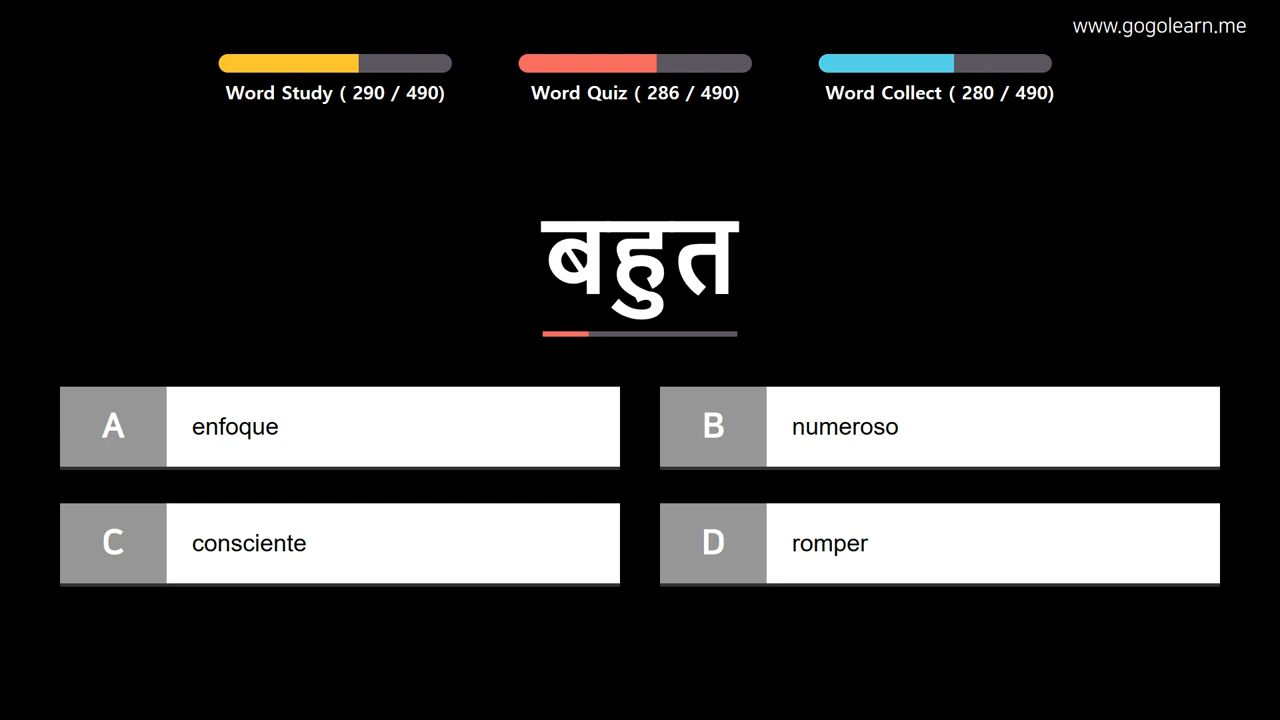 www.gogolearn.me
Word Study ( 290 / 490)
Word Quiz ( 286 / 490)
Word Collect ( 280 / 490)
बहुत
A enfoque
B numeroso
C consciente
D romper